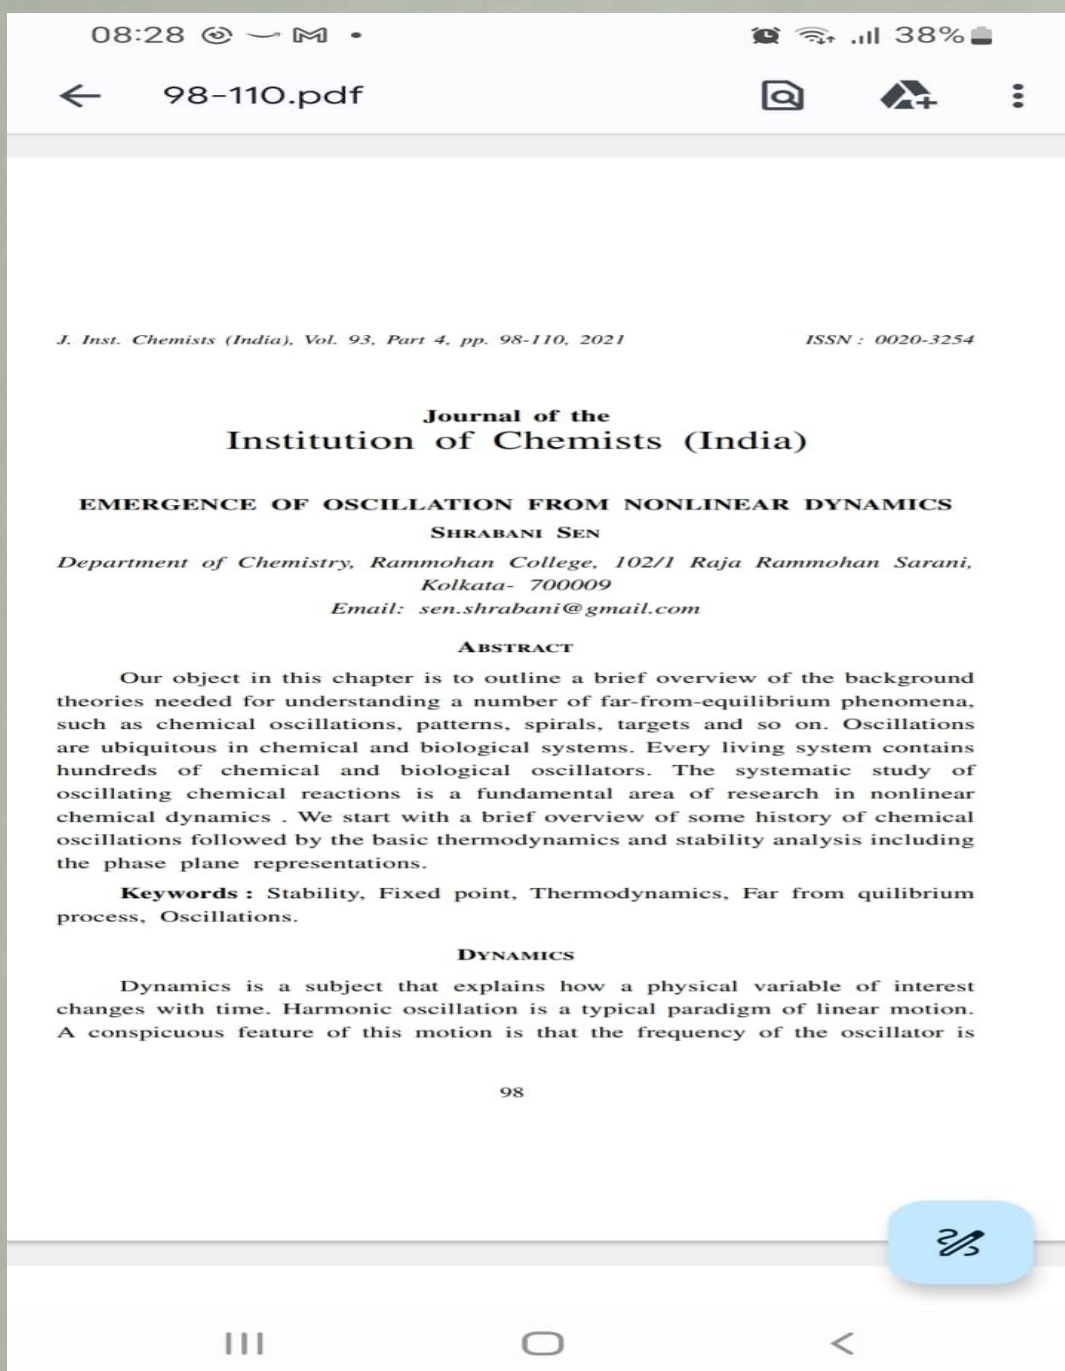 08:28
38%
98-110.pdf
J. Inst. Chemists (India), Vol. 93, Part 4, pp. 98-110, 2021 ISSN : 0020-3254
Journal of the
Institution of Chemists (India)
EMERGENCE OF OSCILLATION FROM NONLINEAR DYNAMICS
SHRABANI SEN
Department of Chemistry, Rammohan College, 102/1 Raja Rammohan Sarani,
Kolkata- 700009
Email: sen.shrabani@gmail.com
ABSTRACT
Our object in this chapter is to outline a brief overview of the background
theories needed for understanding a number of far-from-equilibrium phenomena,
such as chemical oscillations, patterns, spirals, targets and so on. Oscillations
are ubiquitous in chemical and biological systems. Every living system contains
hundreds of chemical and biological oscillators. The systematic study of
oscillating chemical reactions is a fundamental area of research in nonlinear
chemical dynamics . We start with a brief overview of some history of chemical
oscillations followed by the basic thermodynamics and stability analysis including
the phase plane representations.
Keywords : Stability, Fixed point, Thermodynamics, Far from quilibrium
process, Oscillations.
DYNAMICS
Dynamics is a subject that explains how a physical variable of interest
changes with time. Harmonic oscillation is a typical paradigm of linear motion.
A conspicuous feature of this motion is that the frequency of the oscillator is
98